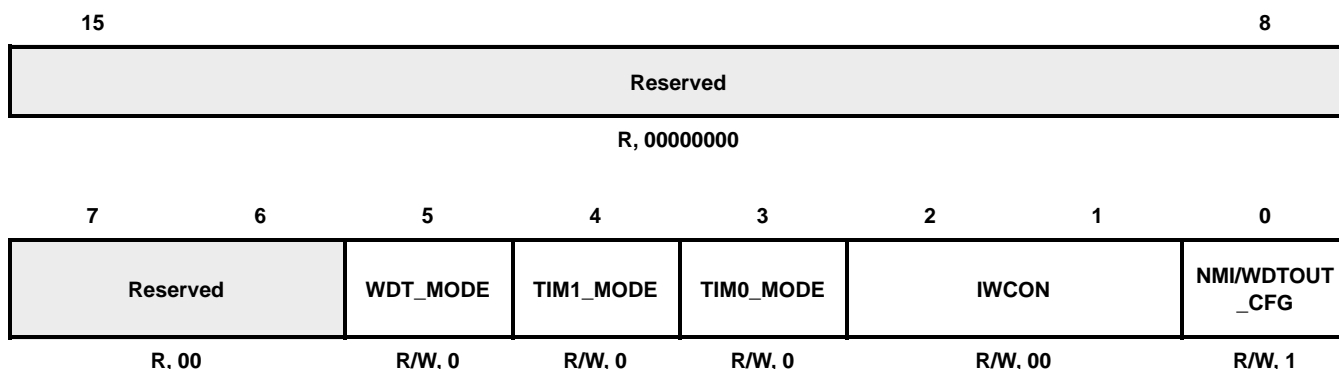 15 8
Reserved
R, 00000000
7 6 5 4 3 2 1 0
Reserved WDT_MODE TIM1_MODE TIM0_MODE IWCON NMI/WDTOUT
_CFG
R, 00 R/W, 0 R/W, 0 R/W, 0 R/W, 00 R/W, 1